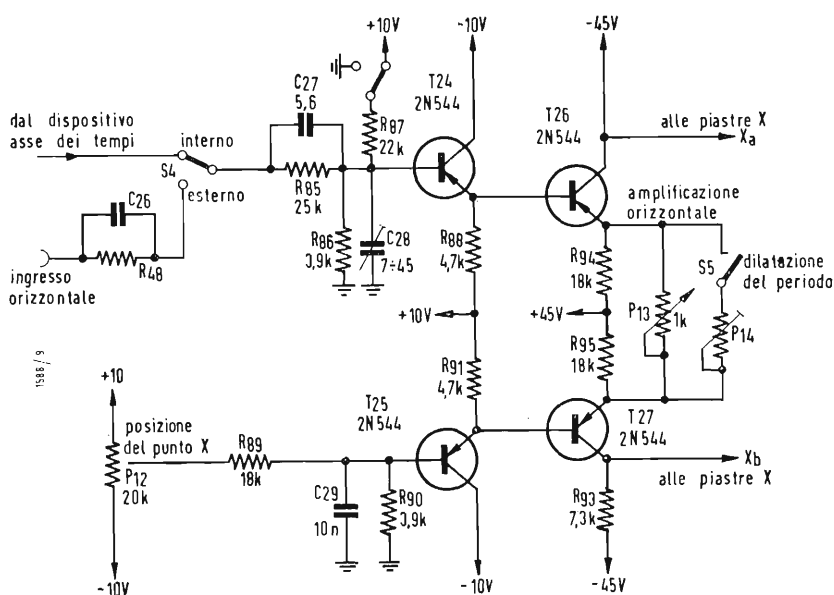 +10V
-10V
-45V
C27
5,6
R87
22k
T24
2N544
T26
2N544
alle piastre X
Xa
dal dispositivo
asse dei tempi
interno
S4
esterno
R85
25k
C26
R48
ingresso
orizzontale
R86
3,9k
C28
7÷45
R88
4,7k
amplificazione
orizzontale
R94
18k
S5
dilatazione
del periodo
P13
1k
P14
+10V
+45V
R91
4,7k
R95
18k
1588/9
+10
posizione
del punto X
P12
20k
-10V
R89
18k
T25
2N544
C29
10n
R90
3,9k
T27
2N544
Xb
alle piastre X
R93
7,3k
-10V
-45V